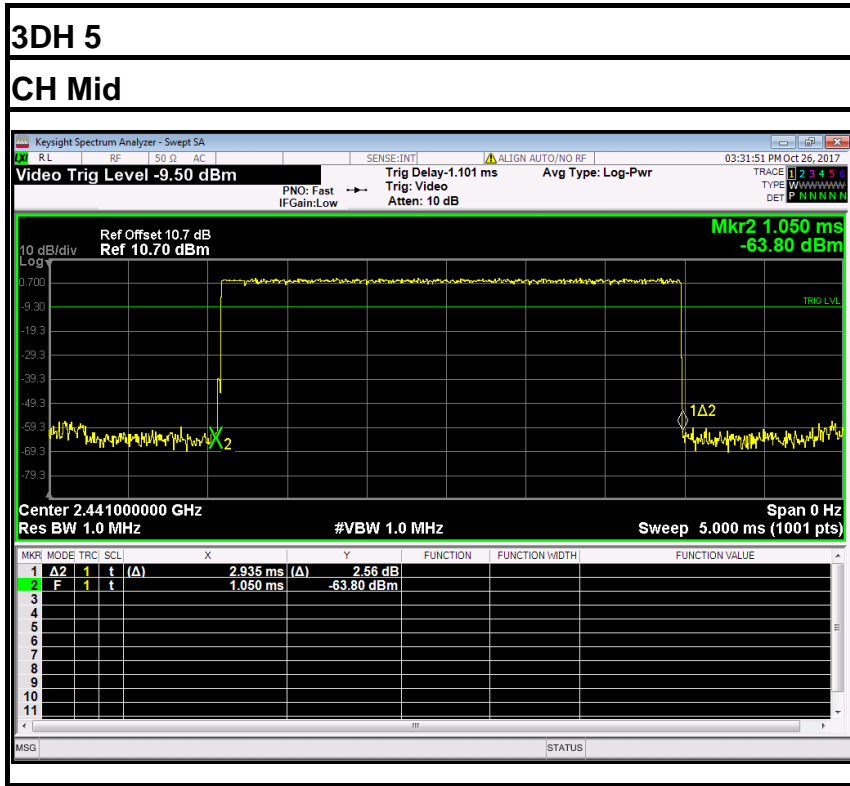 3DH 5
CH Mid
Keysight Spectrum Analyzer - Swept SA
LXI RL RF 50 Ω AC SENSE:INT ALIGN AUTO/NO RF 03:31:51 PM Oct 26, 2017
Video Trig Level -9.50 dBm Trig Delay-1.101 ms Avg Type: Log-Pwr TRACE 1 2 3 4 5 6
PNO: Fast Trig: Video TYPE WWWWWW
IFGain:Low Atten: 10 dB DET P N N N N N
Mkr2 1.050 ms
-63.80 dBm
Ref Offset 10.7 dB
10 dB/div Ref 10.70 dBm
Log
0.700
-9.30
TRIG LVL
-19.3
-29.3
-39.3
-49.3
1Δ2
-59.3
2
-69.3
-79.3
Center 2.441000000 GHz Span 0 Hz
Res BW 1.0 MHz #VBW 1.0 MHz Sweep 5.000 ms (1001 pts)
MKR MODE TRC SCL X Y FUNCTION FUNCTION WIDTH FUNCTION VALUE
1 Δ2 1 t (Δ) 2.935 ms (Δ) 2.56 dB
2 F 1 t 1.050 ms -63.80 dBm
3
4
5
6
7
8
9
10
11
MSG STATUS